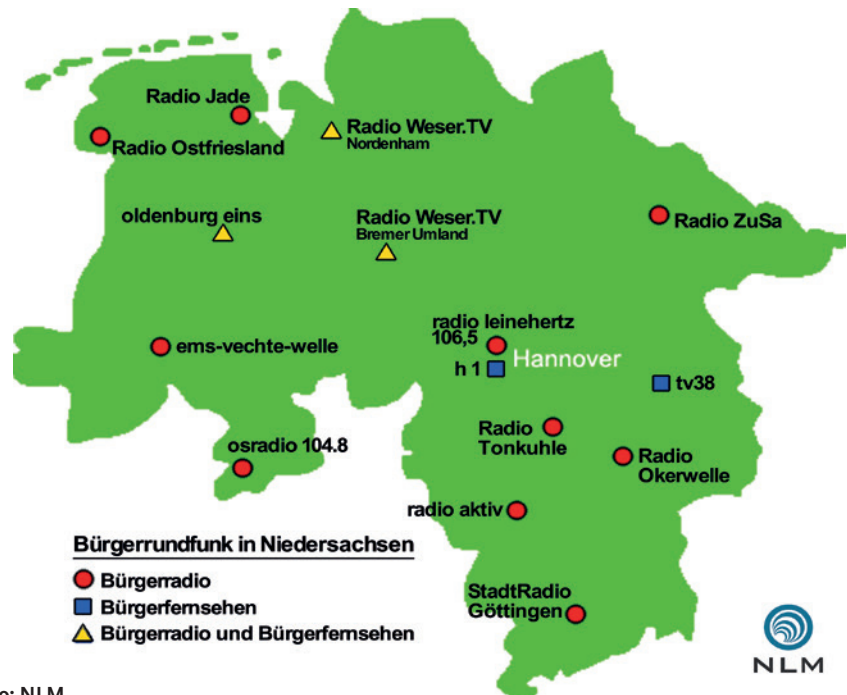 Radio Jade
Radio Weser.TV
Nordenham
Radio Ostfriesland
oldenburg eins
Radio Weser.TV
Bremer Umland
Radio ZuSa
radio leinehertz
106,5
Hannover
h 1
ems-vechte-welle
tv38
Radio
Tonkuhle
osradio 104.8
Radio
Okerwelle
radio aktiv
Bürgerrundfunk in Niedersachsen
Bürgerradio
Bürgerfernsehen
Bürgerradio und Bürgerfernsehen
StadtRadio
Göttingen
NLM
: NLM